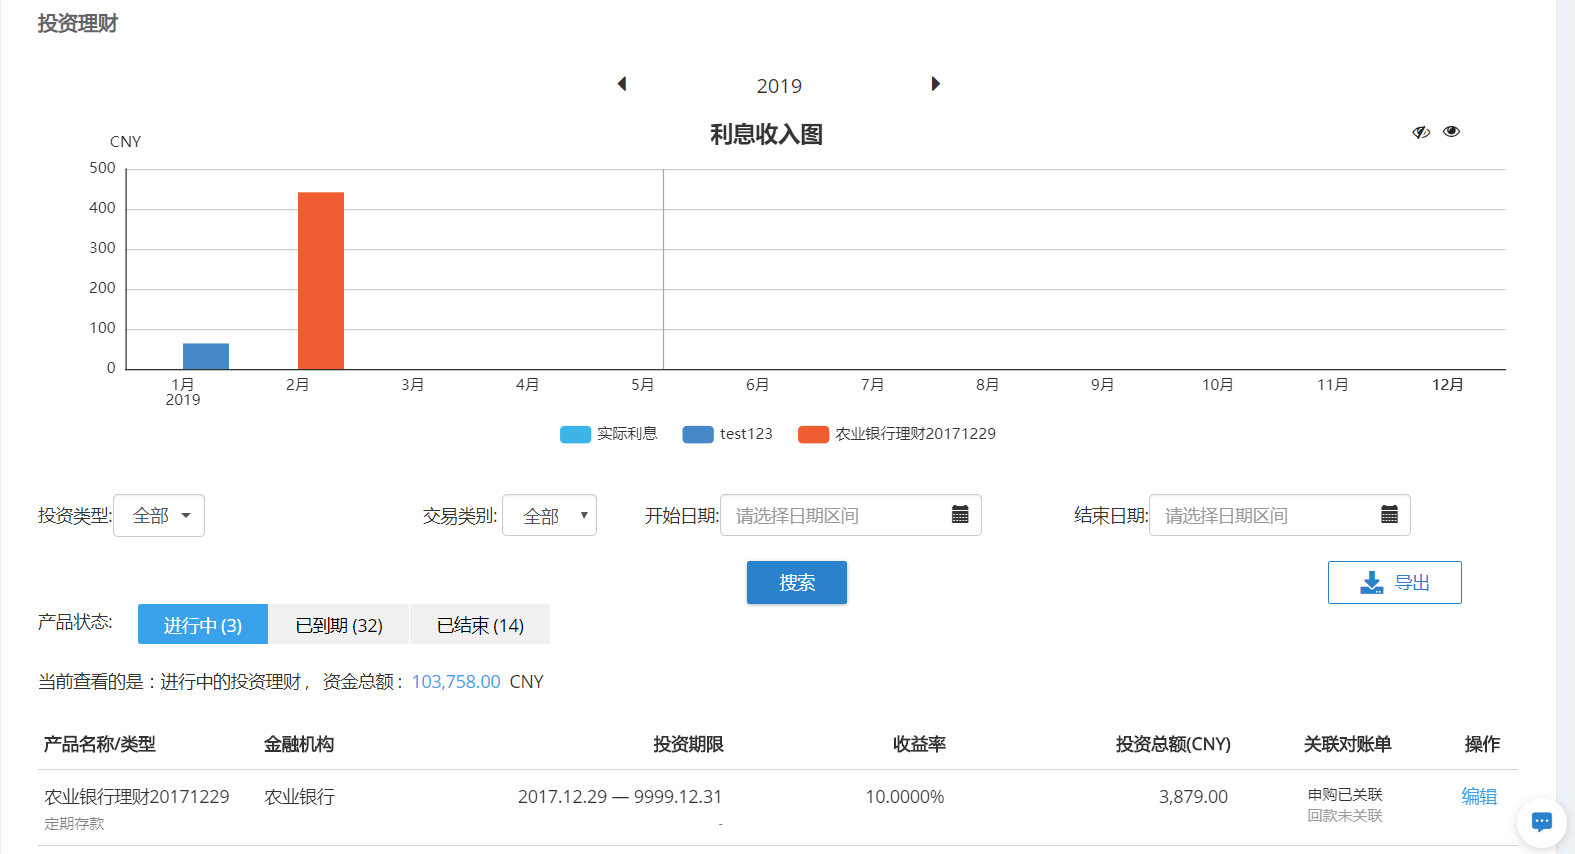 投资理财
2019
利息收入图
CNY
500
400
300
200
100
0
1月 2月 3月 4月 5月 6月 7月 8月 9月 10月 11月 12月
2019
实际利息 test123 农业银行理财20171229
投资类型: 全部 交易类别: 全部 开始日期: 请选择日期区间 结束日期: 请选择日期区间
搜索 导出
产品状态: 进行中 (3) 已到期 (32) 已结束 (14)
当前查看的是：进行中的投资理财，资金总额：103,758.00 CNY
产品名称/类型 金融机构 投资期限 收益率 投资总额(CNY) 关联对账单 操作
农业银行理财20171229 农业银行 2017.12.29 — 9999.12.31 10.0000% 3,879.00 申购已关联 编辑
定期存款 - 回款未关联